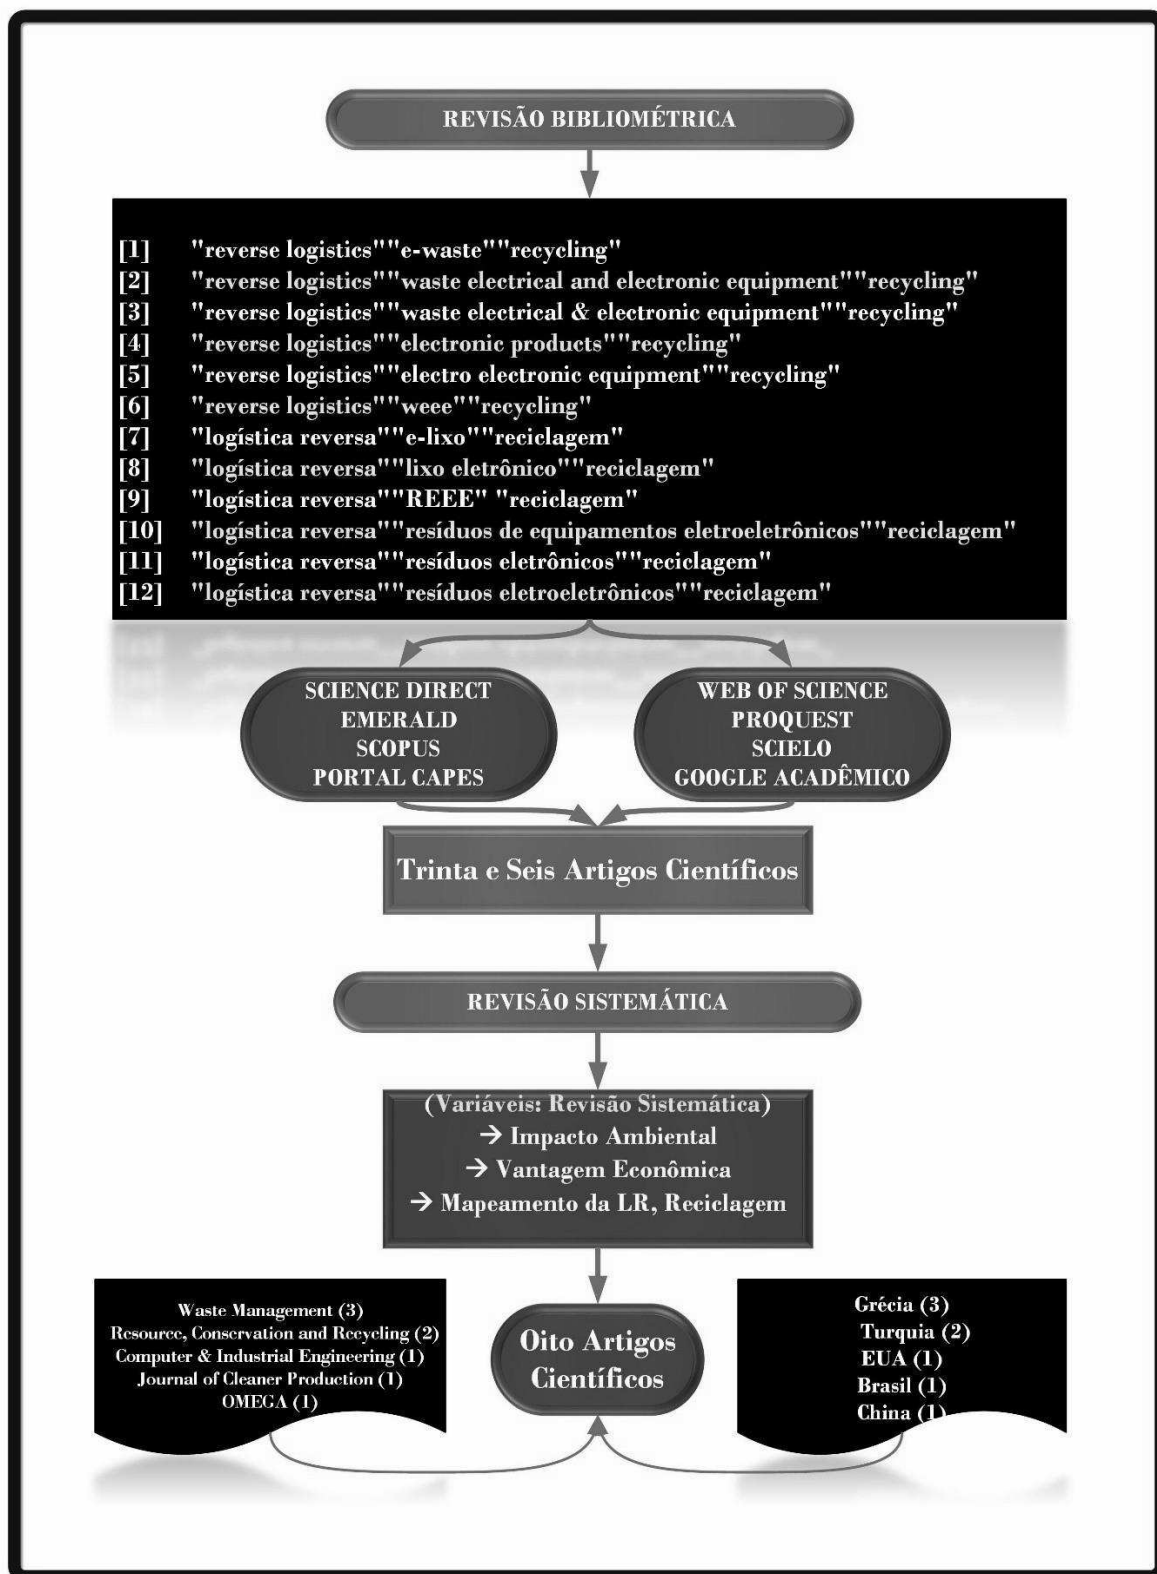 REVISÃO BIBLIOMÉTRICA
[1] "reverse logistics""e-waste""recycling"
[2] "reverse logistics""waste electrical and electronic equipment""recycling"
[3] "reverse logistics""waste electrical & electronic equipment""recycling"
[4] "reverse logistics""electronic products""recycling"
[5] "reverse logistics""electro electronic equipment""recycling"
[6] "reverse logistics""weee""recycling"
[7] "logística reversa""e-lixo""reciclagem"
[8] "logística reversa""lixo eletrônico""reciclagem"
[9] "logística reversa""REEE" "reciclagem"
[10] "logística reversa""resíduos de equipamentos eletroeletrônicos""reciclagem"
[11] "logística reversa""resíduos eletrônicos""reciclagem"
[12] "logística reversa""resíduos eletroeletrônicos""reciclagem"
SCIENCE DIRECT
EMERALD
SCOPUS
PORTAL CAPES
WEB OF SCIENCE
PROQUEST
SCIELO
GOOGLE ACADÊMICO
Trinta e Seis Artigos Científicos
REVISÃO SISTEMÁTICA
(Variáveis: Revisão Sistemática)
→ Impacto Ambiental
→ Vantagem Econômica
→ Mapeamento da LR, Reciclagem
Waste Management (3)
Resource, Conservation and Recycling (2)
Computer & Industrial Engineering (1)
Journal of Cleaner Production (1)
OMEGA (1)
Oito Artigos
Científicos
Grécia (3)
Turquia (2)
EUA (1)
Brasil (1)
China (1)